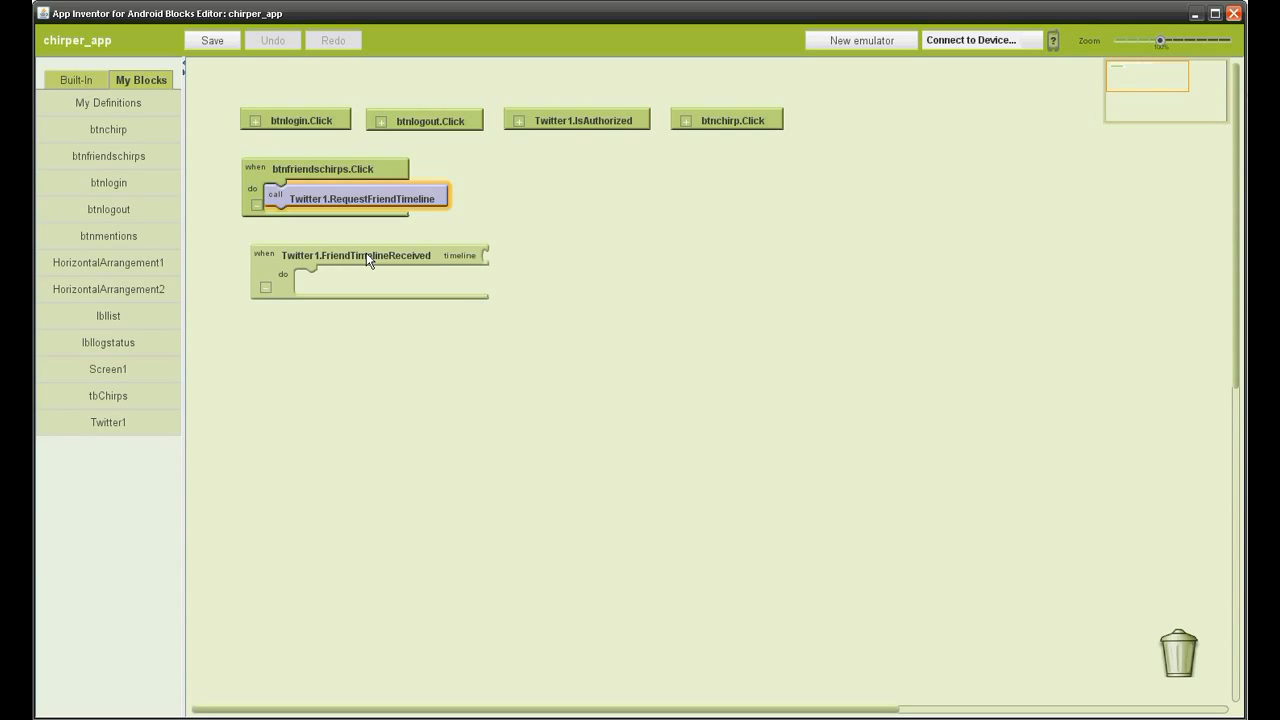 App Inventor for Android Blocks Editor: chirper_app
chirper_app
Save
Undo
Redo
New emulator
Connect to Device...
?
Zoom
100%
Built-In
My Blocks
My Definitions
btnchirp
btnfriendschirps
btnlogin
btnlogout
btnmentions
HorizontalArrangement1
HorizontalArrangement2
lbllist
lbllogstatus
Screen1
tbChirps
Twitter1
btnlogin.Click
btnlogout.Click
Twitter1.IsAuthorized
btnchirp.Click
when btnfriendschirps.Click
do
call Twitter1.RequestFriendTimeline
when Twitter1.FriendTimelineReceived timeline
do